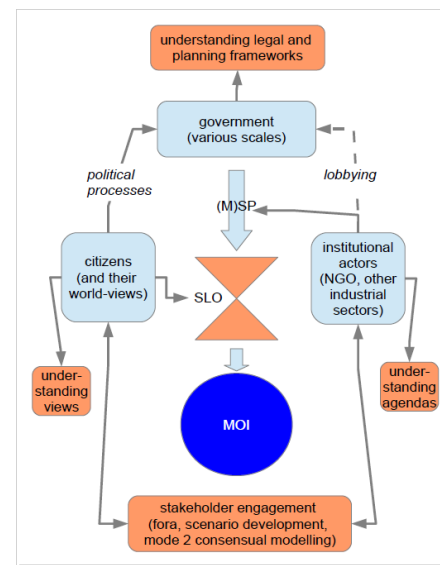 understanding legal and
planning frameworks
government
(various scales)
political
processes
lobbying
(M)SP
citizens
(and their
world-views)
SLO
institutional
actors
(NGO, other
industrial
sectors)
under-
standing
views
under-
standing
agendas
MOI
stakeholder engagement
(fora, scenario development,
mode 2 consensual modelling)